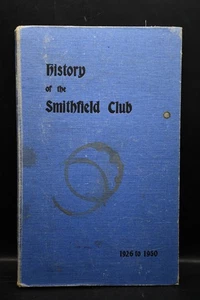 History
of the
Smithfield Club
1926 to 1950